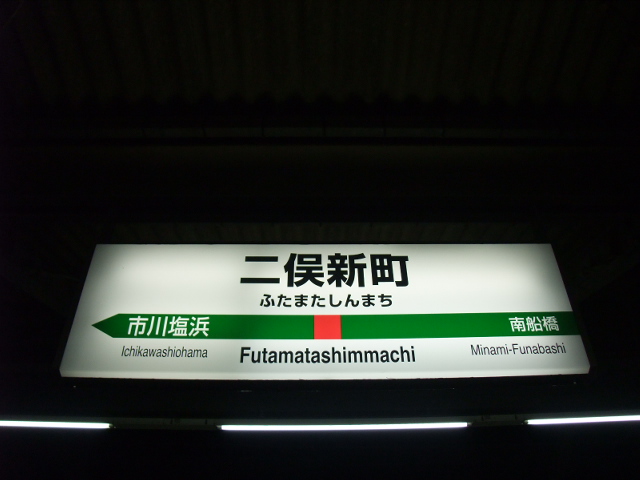 二俣新町
ふたまたしんまち
市川塩浜 南船橋
Ichikawashiohama Futamatashimmachi Minami-Funabashi